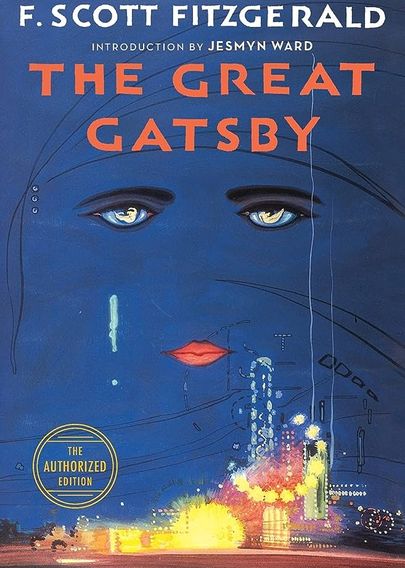 F. SCOTT FITZGERALD
INTRODUCTION BY JESMYN WARD
THE GREAT
GATSBY
THE
AUTHORIZED
EDITION